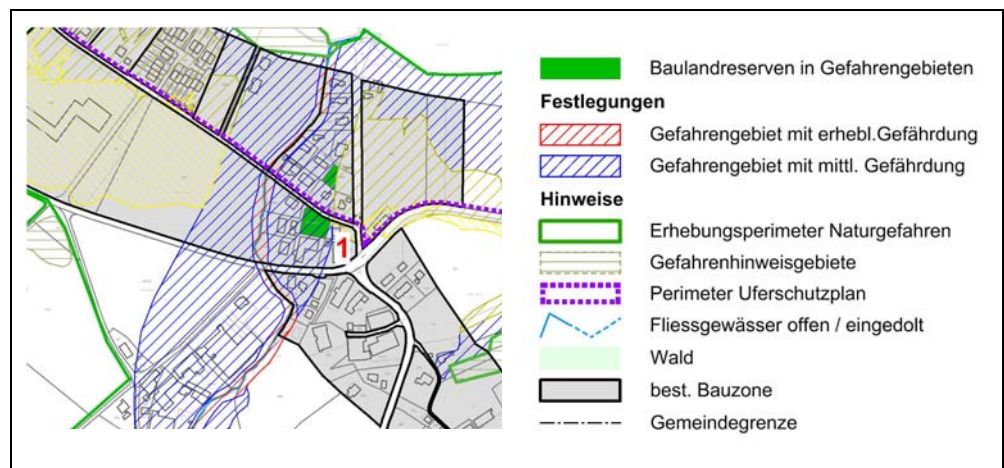 Baulandreserven in Gefahrengebieten
Festlegungen
Gefahrengebiet mit erhebl.Gefährdung
Gefahrengebiet mit mittl. Gefährdung
Hinweise
Erhebungsperimeter Naturgefahren
Gefahrenhinweisgebiete
Perimeter Uferschutzplan
Fliessgewässer offen / eingedolt
Wald
best. Bauzone
Gemeindegrenze
1